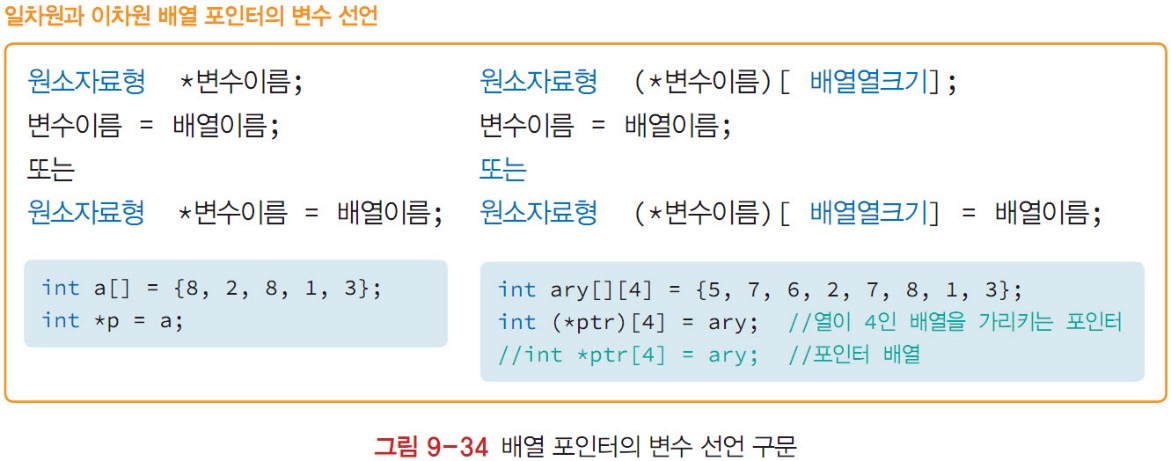 일차원과 이차원 배열 포인터의 변수 선언
원소자료형 *변수이름;
변수이름 = 배열이름;
또는
원소자료형 *변수이름 = 배열이름;
int a[] = {8, 2, 8, 1, 3};
int *p = a;
원소자료형 (*변수이름)[ 배열열크기];
변수이름 = 배열이름;
또는
원소자료형 (*변수이름)[ 배열열크기] = 배열이름;
int ary[][4] = {5, 7, 6, 2, 7, 8, 1, 3};
int (*ptr)[4] = ary; //열이 4인 배열을 가리키는 포인터
//int *ptr[4] = ary; //포인터 배열
그림 9-34 배열 포인터의 변수 선언 구문